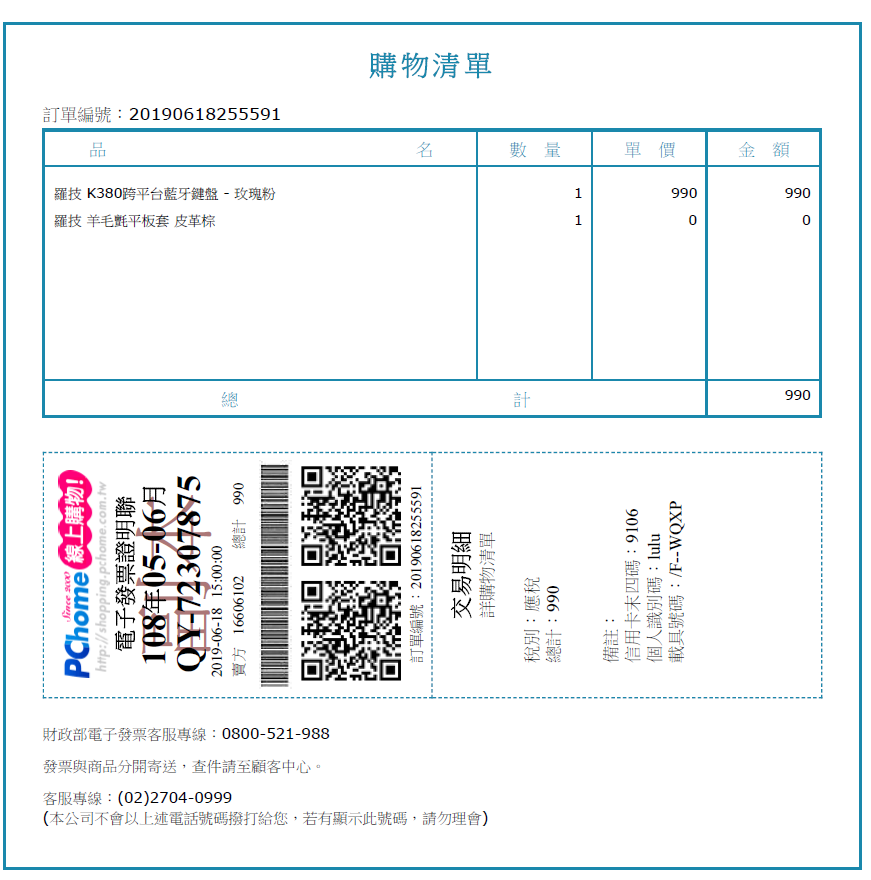 購物清單
訂單編號：20190618255591
品 名 數 量 單 價 金 額
羅技 K380跨平台藍牙鍵盤 - 玫瑰粉 1 990 990
羅技 羊毛氈平板套 皮革棕 1 0 0
總 計 990
Since 2000
PChome 線上購物!
http://shopping.pchome.com.tw
電子發票證明聯
108年05-06月
QY-72307875
2019-06-18 15:00:00
賣方 16606102 總計 990
訂單編號：20190618255591
交易明細
詳購物清單
稅別：應稅
總計：990
備註：
信用卡末四碼：9106
個人識別碼：lulu
載具號碼：/F--WQXP
財政部電子發票客服專線：0800-521-988
發票與商品分開寄送，查件請至顧客中心。
客服專線：(02)2704-0999
(本公司不會以上述電話號碼撥打給您，若有顯示此號碼，請勿理會)